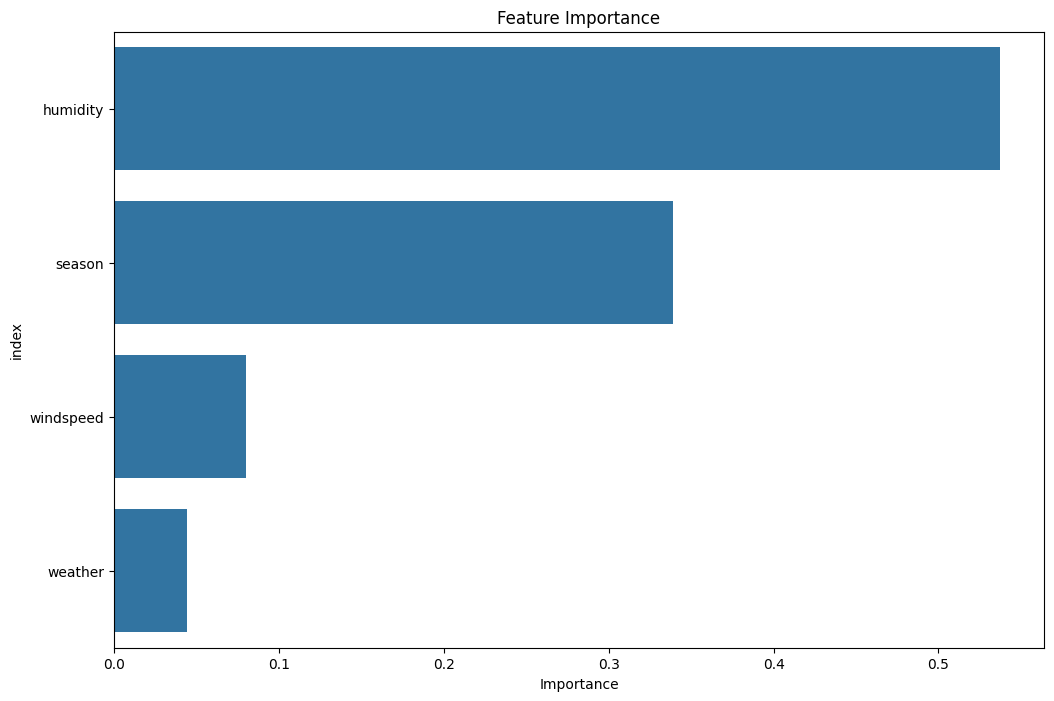 Feature Importance
humidity
season
windspeed
weather
index
0.0 0.1 0.2 0.3 0.4 0.5
Importance